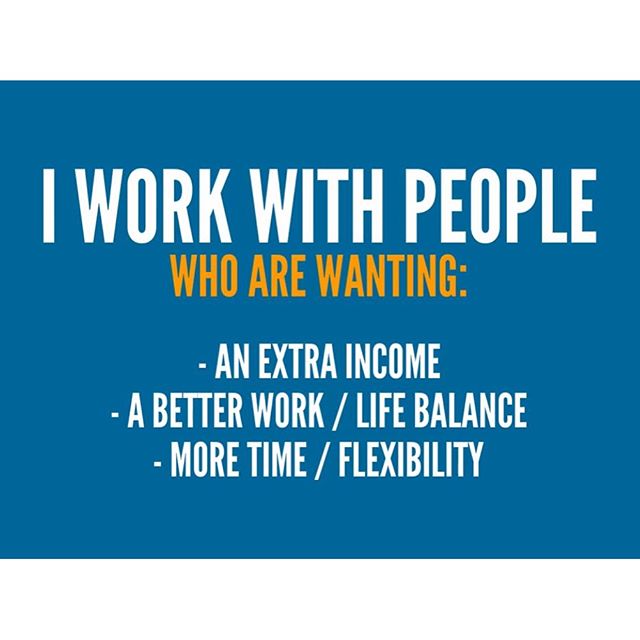 I WORK WITH PEOPLE
WHO ARE WANTING:
- AN EXTRA INCOME
- A BETTER WORK / LIFE BALANCE
- MORE TIME / FLEXIBILITY